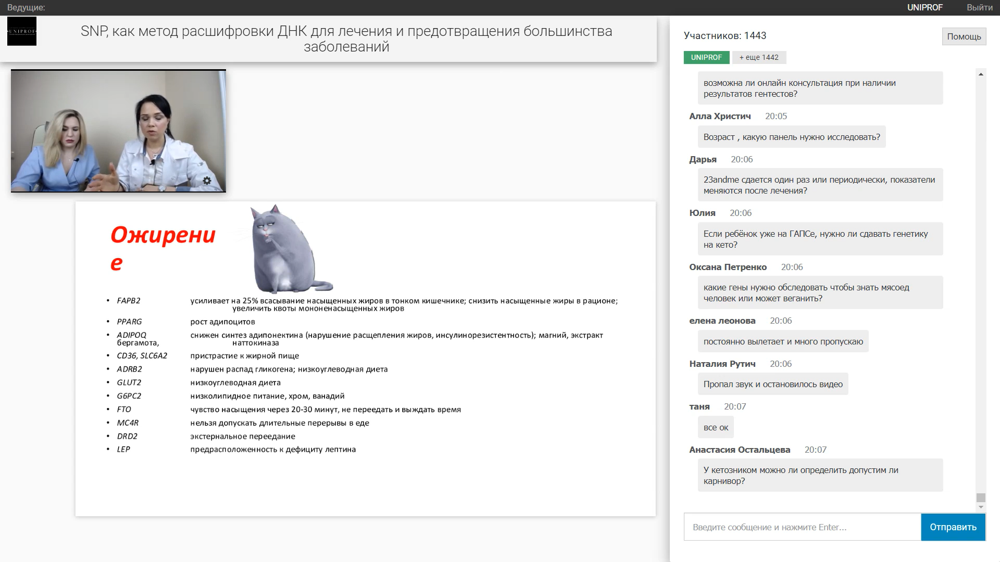 Ведущие:
UNIPROF
Выйти
UNIPROF
SNP, как метод расшифровки ДНК для лечения и предотвращения большинства
заболеваний
Ожирени
е
• FAPB2 усиливает на 25% всасывание насыщенных жиров в тонком кишечнике; снизить насыщенные жиры в рационе;
увеличить квоты мононенасыщенных жиров
• PPARG рост адипоцитов
• ADIPOQ снижен синтез адипонектина (нарушение расщепления жиров, инсулинорезистентность); магний, экстракт
бергамота, наттокиназа
• CD36, SLC6A2 пристрастие к жирной пище
• ADRB2 нарушен распад гликогена; низкоуглеводная диета
• GLUT2 низкоуглеводная диета
• G6PC2 низколипидное питание, хром, ванадий
• FTO чувство насыщения через 20-30 минут, не переедать и выждать время
• MC4R нельзя допускать длительные перерывы в еде
• DRD2 экстернальное переедание
• LEP предрасположенность к дефициту лептина
Участников: 1443
Помощь
UNIPROF + еще 1442
возможна ли онлайн консультация при наличии
результатов гентестов?
Алла Христич 20:05
Возраст , какую панель нужно исследовать?
Дарья 20:06
23andme сдается один раз или периодически, показатели
меняются после лечения?
Юлия 20:06
Если ребёнок уже на ГАПСе, нужно ли сдавать генетику
на кето?
Оксана Петренко 20:06
какие гены нужно обследовать чтобы знать мясоед
человек или может веганить?
елена леонова 20:06
постоянно вылетает и много пропускаю
Наталия Рутич 20:06
Пропал звук и остановилось видео
таня 20:07
все ок
Анастасия Остальцева 20:07
У кетозником можно ли определить допустим ли
карнивор?
Введите сообщение и нажмите Enter...
Отправить